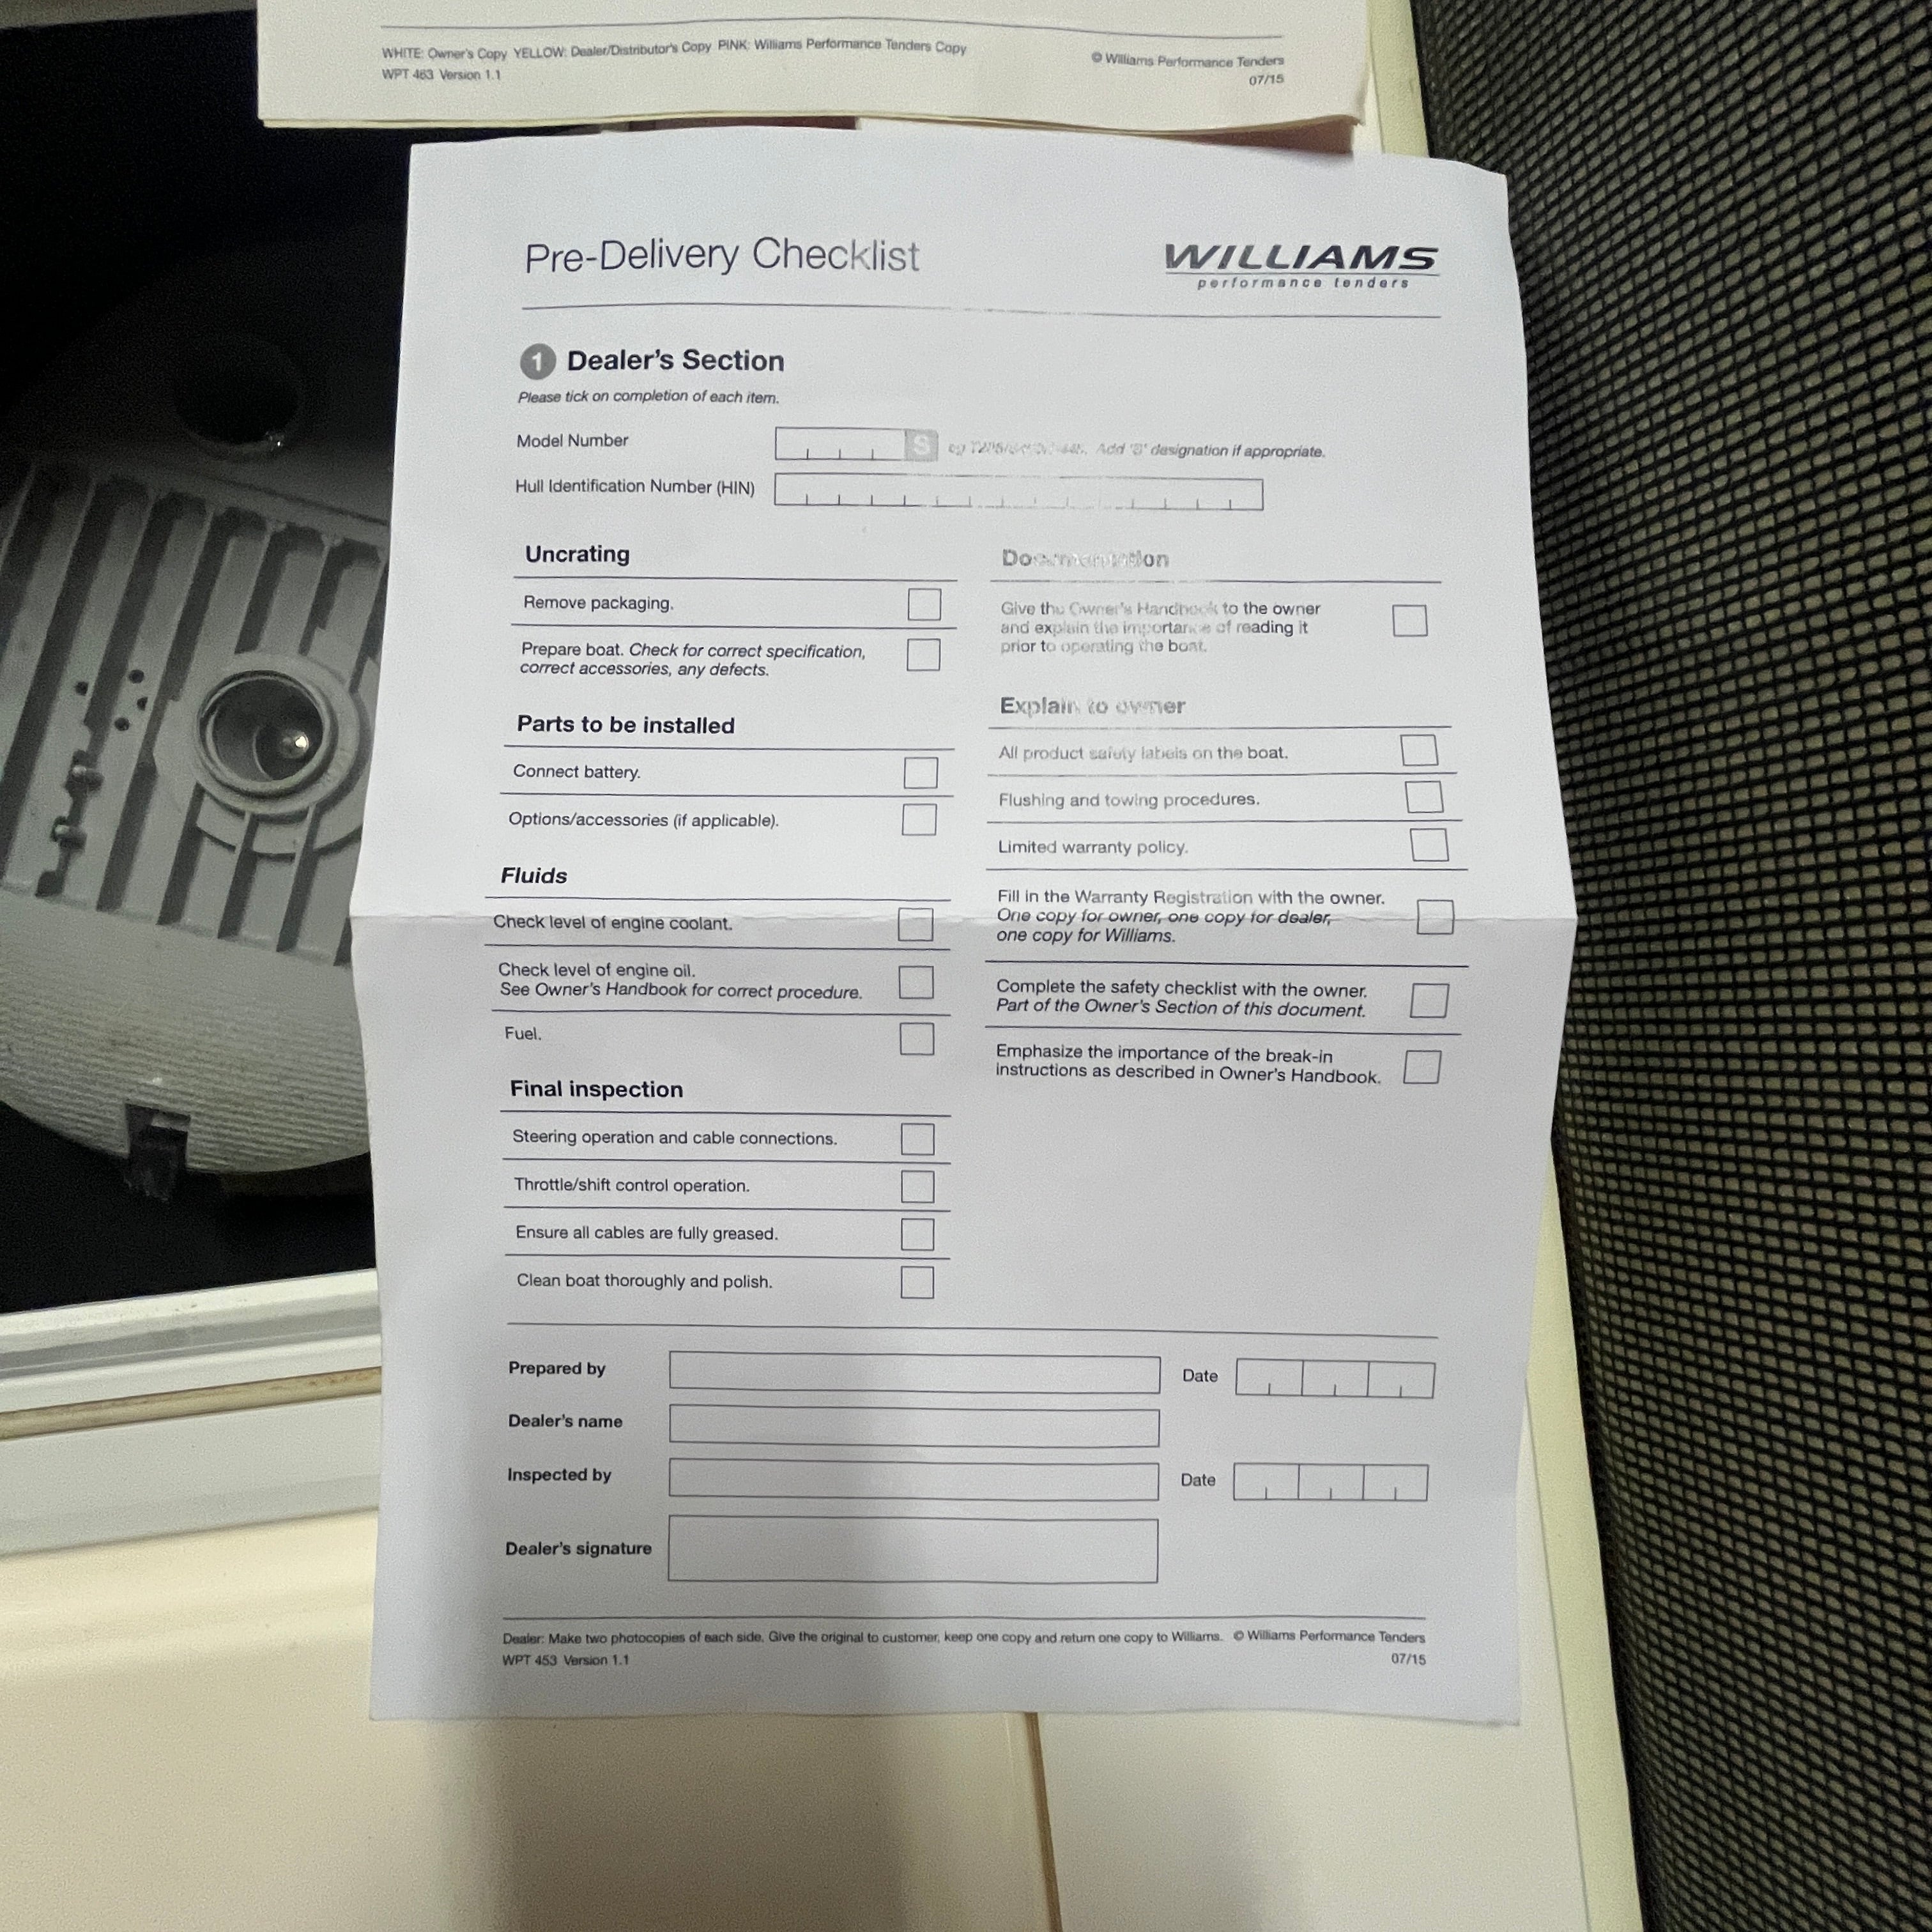 WHITE: Owner's Copy YELLOW: Dealer/Distributor's Copy PINK: Williams Performance Tenders Copy
© Williams Performance Tenders
WPT 463 Version 1.1
07/15
Pre-Delivery Checklist
WILLIAMS
performance tenders
1 Dealer's Section
Please tick on completion of each item.
Model Number
S
eg Add 'S' designation if appropriate.
Hull Identification Number (HIN)
Uncrating
Remove packaging.
Prepare boat. Check for correct specification,
correct accessories, any defects.
Parts to be installed
Connect battery.
Options/accessories (if applicable).
Fluids
Check level of engine coolant.
Check level of engine oil.
See Owner's Handbook for correct procedure.
Fuel.
Final inspection
Steering operation and cable connections.
Throttle/shift control operation.
Ensure all cables are fully greased.
Clean boat thoroughly and polish.
Documentation
Give the Owner's Handbook to the owner
and explain the importance of reading it
prior to operating the boat.
Explain to owner
All product safety labels on the boat.
Flushing and towing procedures.
Limited warranty policy.
Fill in the Warranty Registration with the owner.
One copy for owner, one copy for dealer,
one copy for Williams.
Complete the safety checklist with the owner.
Part of the Owner's Section of this document.
Emphasize the importance of the break-in
instructions as described in Owner's Handbook.
Prepared by
Date
Dealer's name
Inspected by
Date
Dealer's signature
Dealer: Make two photocopies of each side. Give the original to customer, keep one copy and return one copy to Williams. © Williams Performance Tenders
WPT 453 Version 1.1
07/15